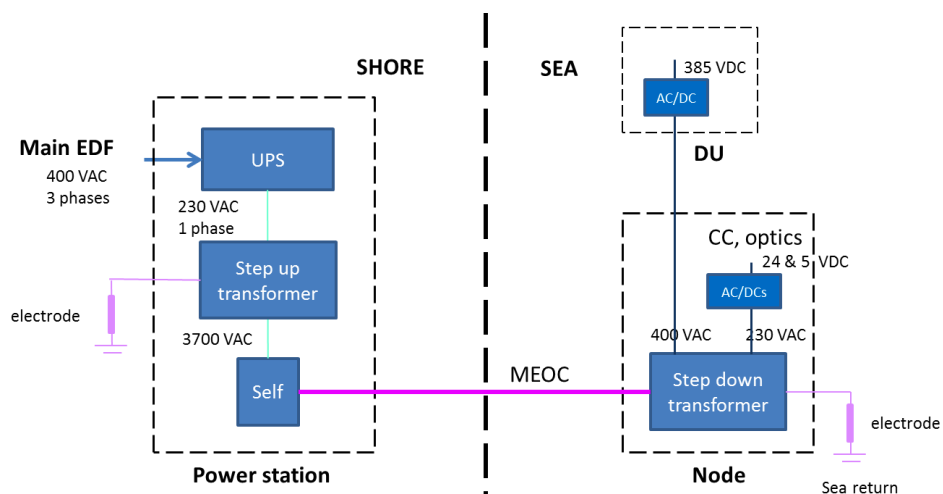 SHORE
SEA
385 VDC
AC/DC
DU
Main EDF
400 VAC
3 phases
UPS
230 VAC
1 phase
Step up
transformer
electrode
3700 VAC
Self
Power station
MEOC
CC, optics
24 & 5 VDC
AC/DCs
400 VAC
230 VAC
Step down
transformer
electrode
Node
Sea return